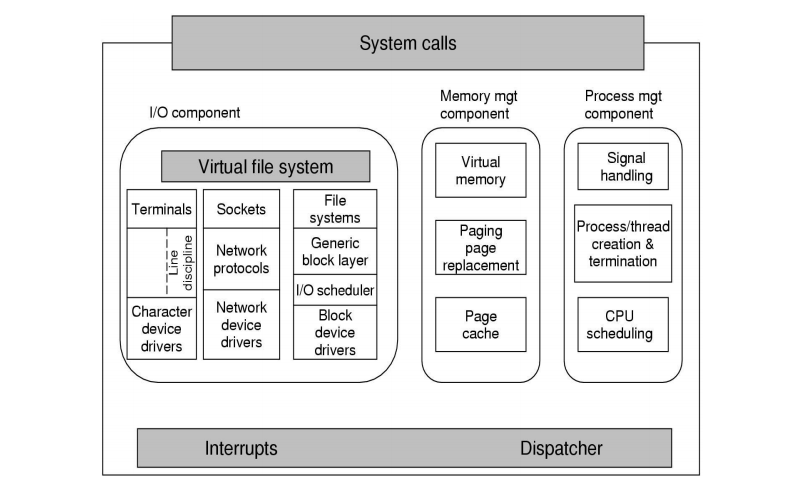 System calls
I/O component
Memory mgt
component
Process mgt
component
Virtual file system
Terminals
Line
discipline
Character
device
drivers
Sockets
Network
protocols
Network
device
drivers
File
systems
Generic
block layer
I/O scheduler
Block
device
drivers
Virtual
memory
Paging
page
replacement
Page
cache
Signal
handling
Process/thread
creation &
termination
CPU
scheduling
Interrupts
Dispatcher